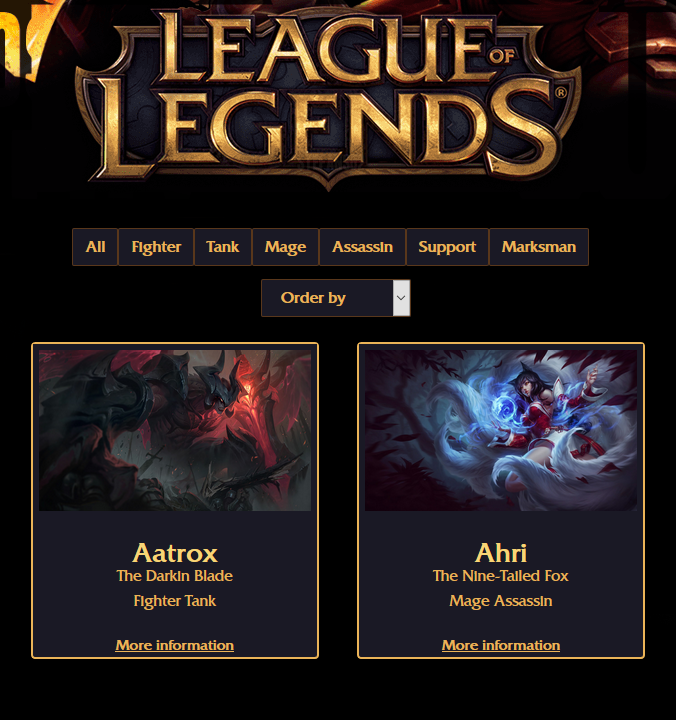 LEAGUE OF
LEGENDS®
All Fighter Tank Mage Assassin Support Marksman
Order by
Aatrox
The Darkin Blade
Fighter Tank
More information
Ahri
The Nine-Tailed Fox
Mage Assassin
More information